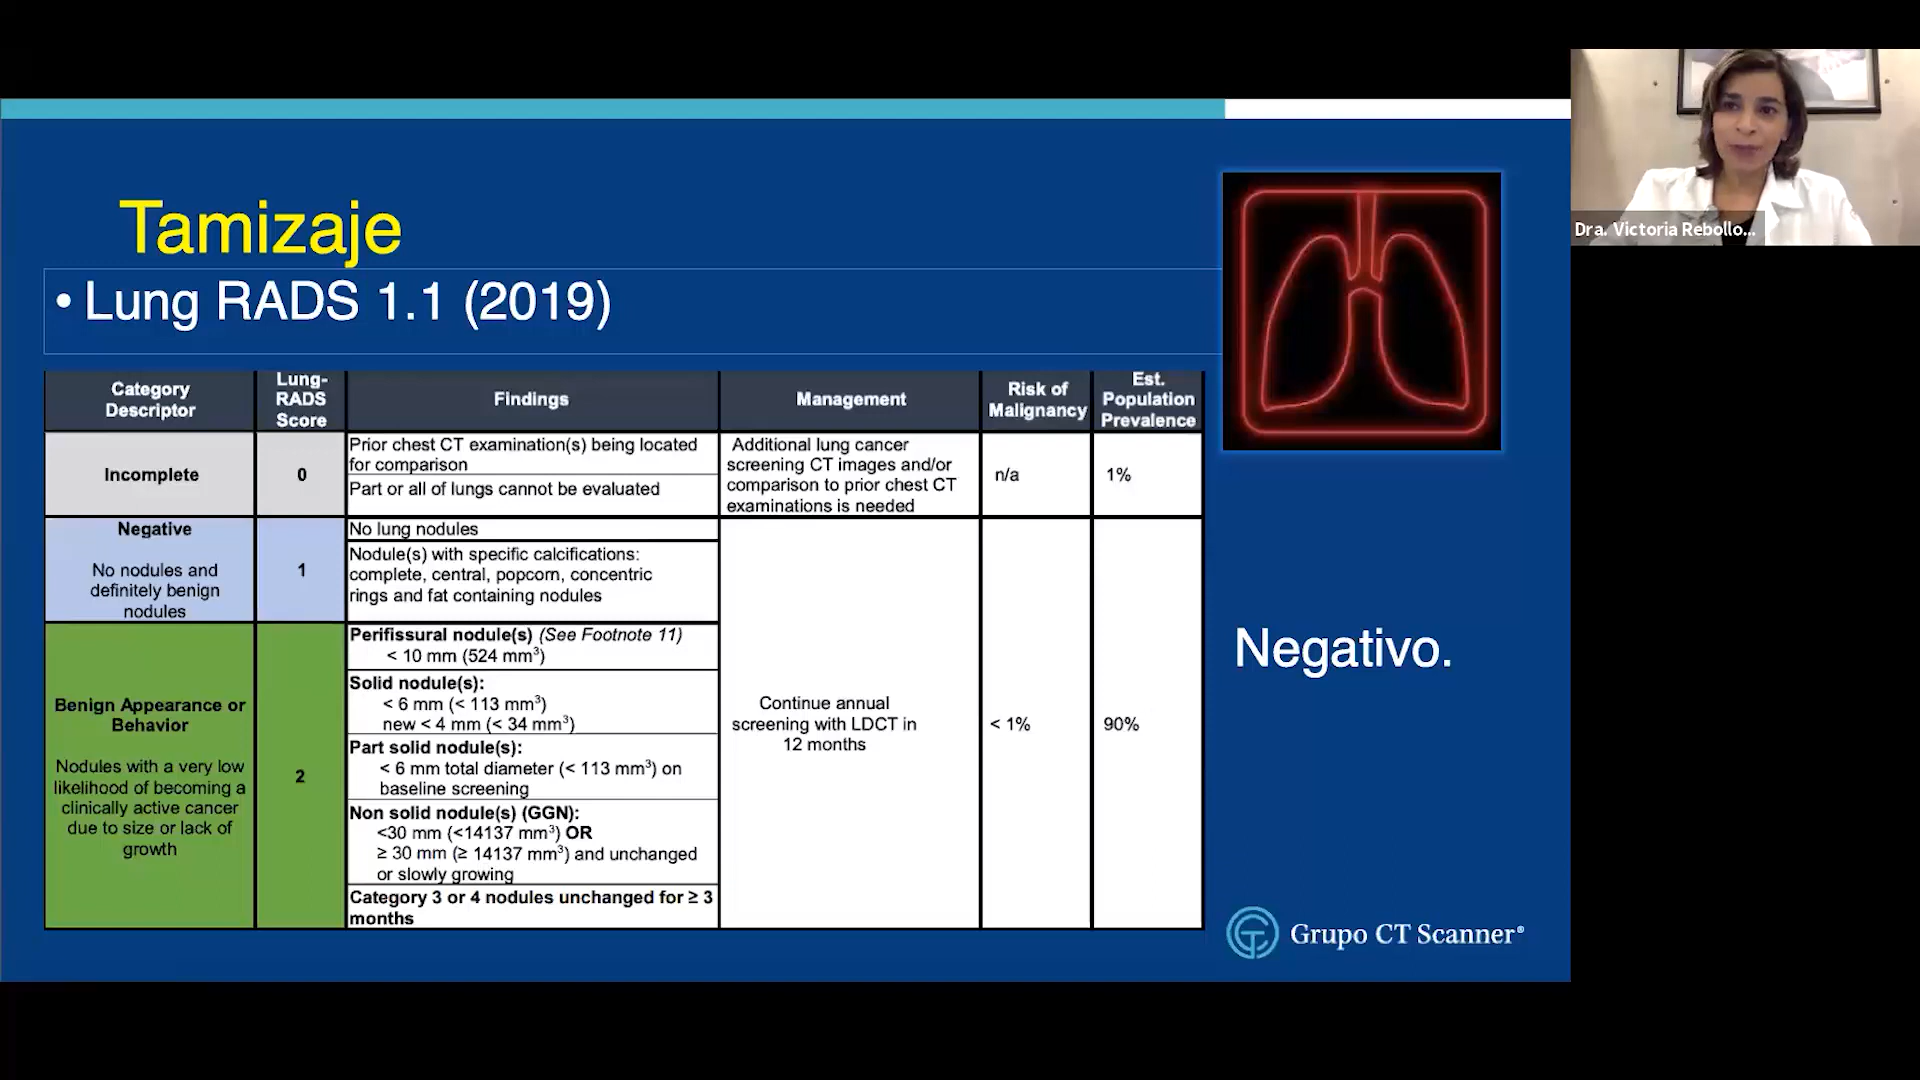 Tamizaje
• Lung RADS 1.1 (2019)
Category
Descriptor
Lung-
RADS
Score
Findings
Management
Risk of
Malignancy
Est.
Population
Prevalence
Incomplete
0
Prior chest CT examination(s) being located
for comparison
Part or all of lungs cannot be evaluated
Additional lung cancer
screening CT images and/or
comparison to prior chest CT
examinations is needed
n/a
1%
Negative
No nodules and
definitely benign
nodules
1
No lung nodules
Nodule(s) with specific calcifications:
complete, central, popcorn, concentric
rings and fat containing nodules
Benign Appearance or
Behavior
Nodules with a very low
likelihood of becoming a
clinically active cancer
due to size or lack of
growth
2
Perifissural nodule(s) (See Footnote 11)
< 10 mm (524 mm³)
Solid nodule(s):
< 6 mm (< 113 mm³)
new < 4 mm (< 34 mm³)
Part solid nodule(s):
< 6 mm total diameter (< 113 mm³) on
baseline screening
Non solid nodule(s) (GGN):
<30 mm (<14137 mm³) OR
≥ 30 mm (≥ 14137 mm³) and unchanged
or slowly growing
Category 3 or 4 nodules unchanged for ≥ 3
months
Continue annual
screening with LDCT in
12 months
< 1%
90%
Negativo.
Grupo CT Scanner®
Dra. Victoria Rebollo...